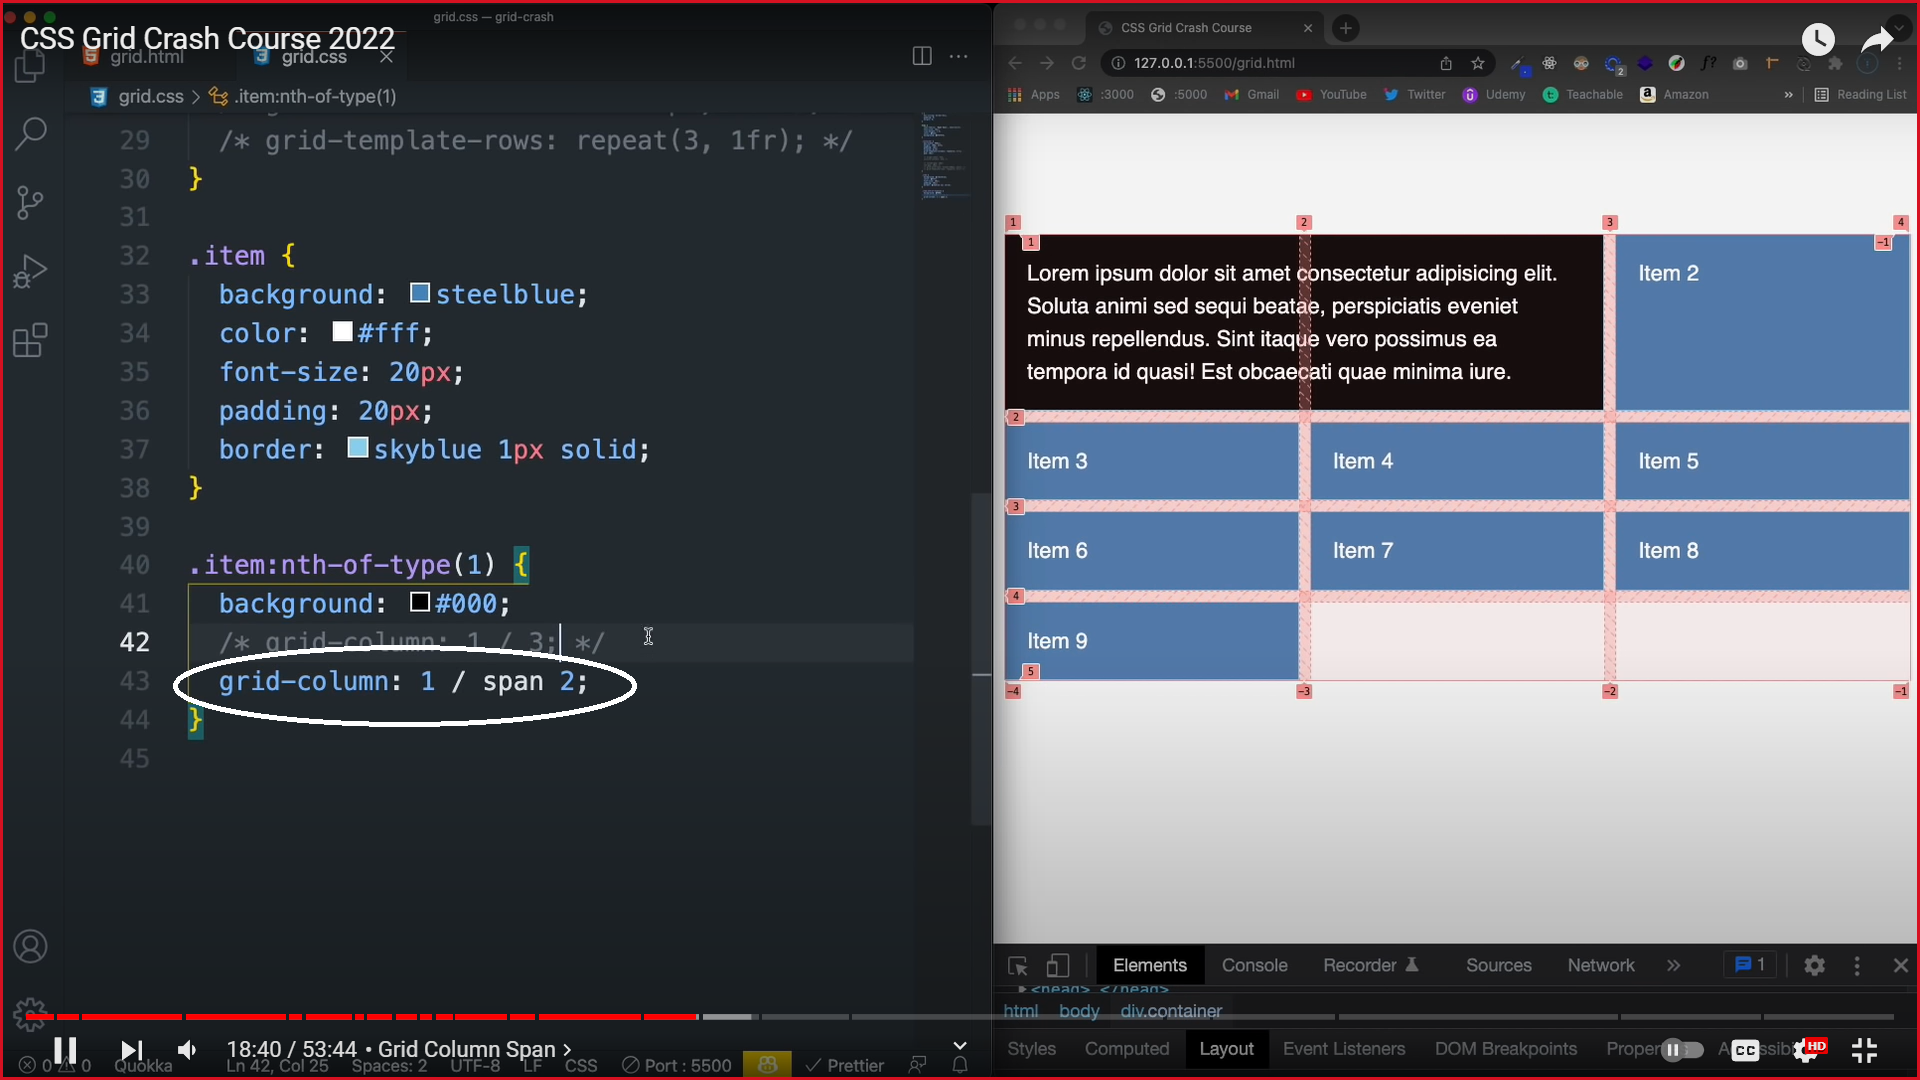 grid.css — grid-crash
CSS Grid Crash Course 2022
grid.html
grid.css
grid.css > .item:nth-of-type(1)
29 /* grid-template-rows: repeat(3, 1fr); */
30 }
31
32 .item {
33 background: steelblue;
34 color: #fff;
35 font-size: 20px;
36 padding: 20px;
37 border: skyblue 1px solid;
38 }
39
40 .item:nth-of-type(1) {
41 background: #000;
42 /* grid-column: 1 / 3; */
43 grid-column: 1 / span 2;
44 }
45
18:40 / 53:44 • Grid Column Span >
0 0 Quokka Ln 42, Col 25 Spaces: 2 UTF-8 LF CSS Port : 5500 Prettier
CSS Grid Crash Course
127.0.0.1:5500/grid.html
f? 2
Apps :3000 :5000 Gmail YouTube Twitter Udemy Teachable Amazon » Reading List
1 2 3 4
1 -1
Lorem ipsum dolor sit amet consectetur adipisicing elit.
Soluta animi sed sequi beatae, perspiciatis eveniet
minus repellendus. Sint itaque vero possimus ea
tempora id quasi! Est obcaecati quae minima iure.
Item 2
2
Item 3 Item 4 Item 5
3
Item 6 Item 7 Item 8
4
Item 9
5
-4 -3 -2 -1
Elements Console Recorder Sources Network » 1
<head> </head>
html body div.container
Styles Computed Layout Event Listeners DOM Breakpoints
CC HD